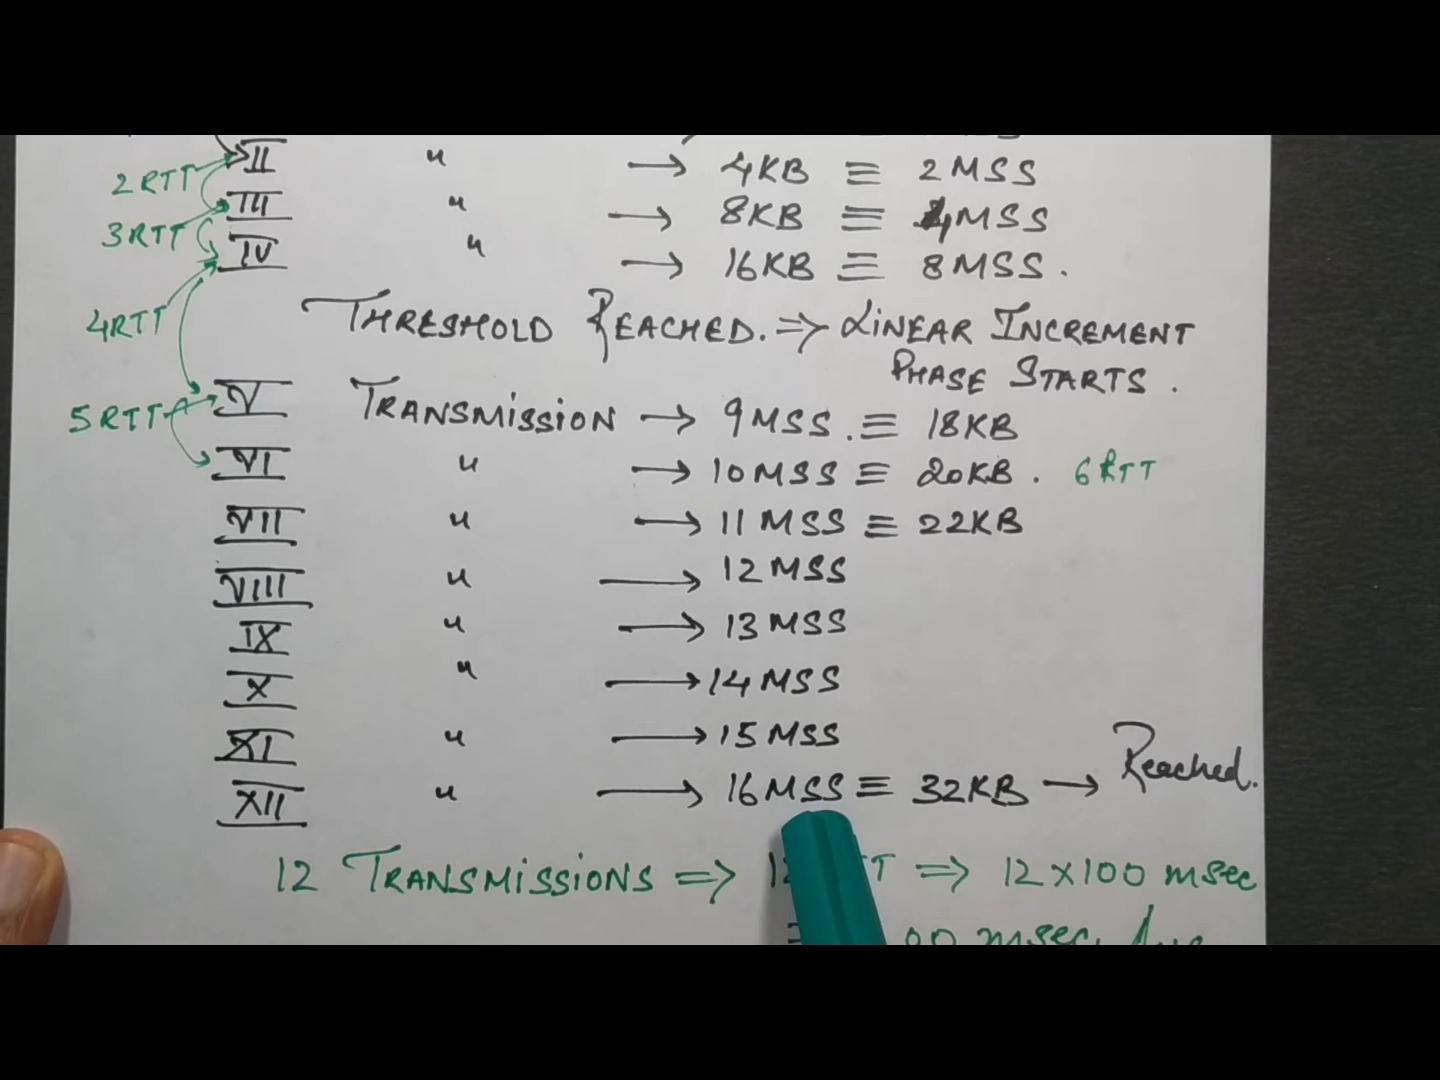 II " → 4KB ≡ 2MSS
2RTT
III " → 8KB ≡ 4MSS
3RTT
IV " → 16KB ≡ 8MSS.
4RTT
THRESHOLD REACHED. ⇒ LINEAR INCREMENT
PHASE STARTS.
5RTT V TRANSMISSION → 9MSS. ≡ 18KB
VI " → 10MSS ≡ 20KB. 6RTT
VII " → 11MSS ≡ 22KB
VIII " → 12MSS
IX " → 13MSS
X " → 14MSS
XI " → 15MSS
XII " → 16MSS ≡ 32KB → Reached.
12 TRANSMISSIONS ⇒ ⇒ 12×100 msec
msec.